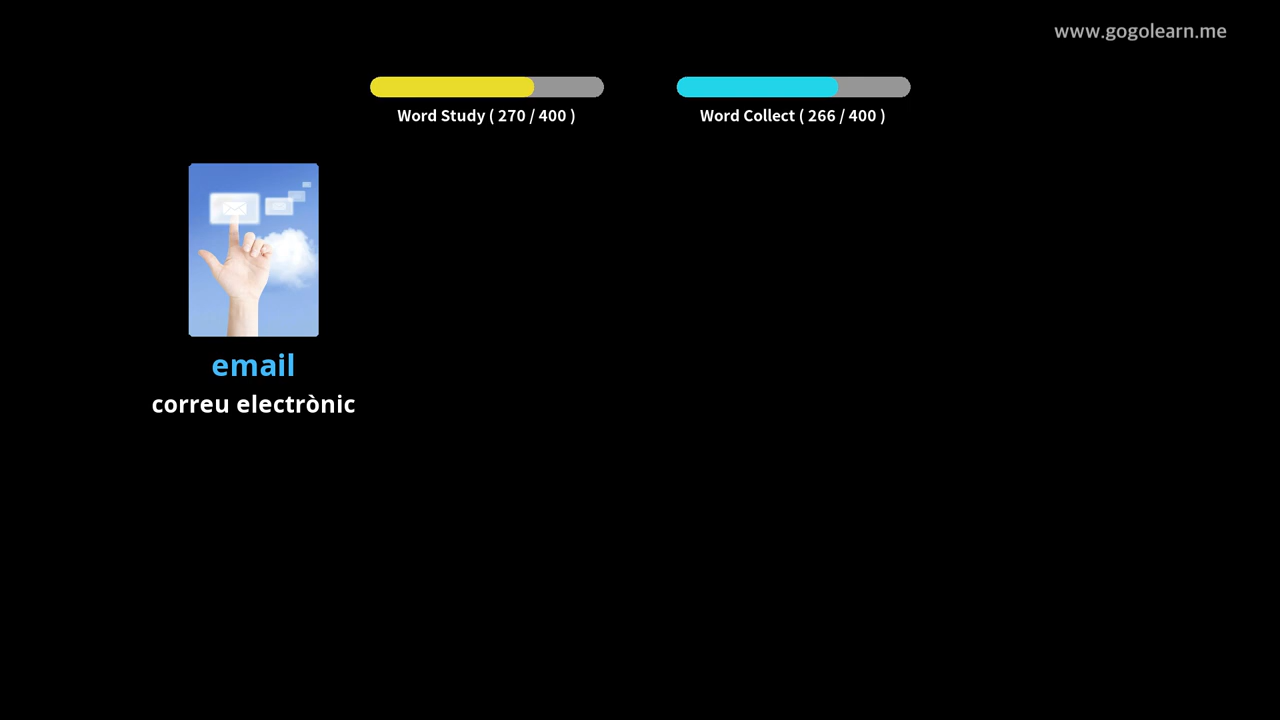 www.gogolearn.me
Word Study ( 270 / 400 )
Word Collect ( 266 / 400 )
email
correu electrònic